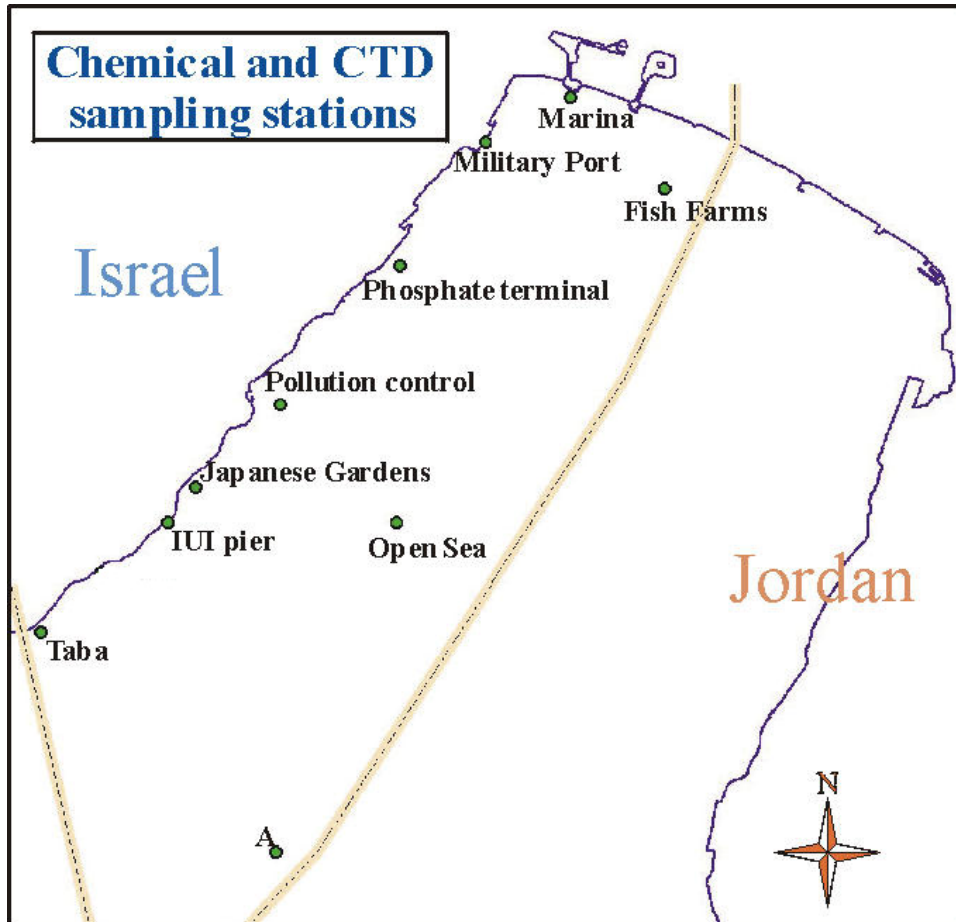 Chemical and CTD
sampling stations
Marina
Military Port
Fish Farms
Israel
Phosphate terminal
Pollution control
Japanese Gardens
IUI pier
Open Sea
Jordan
Taba
N
A